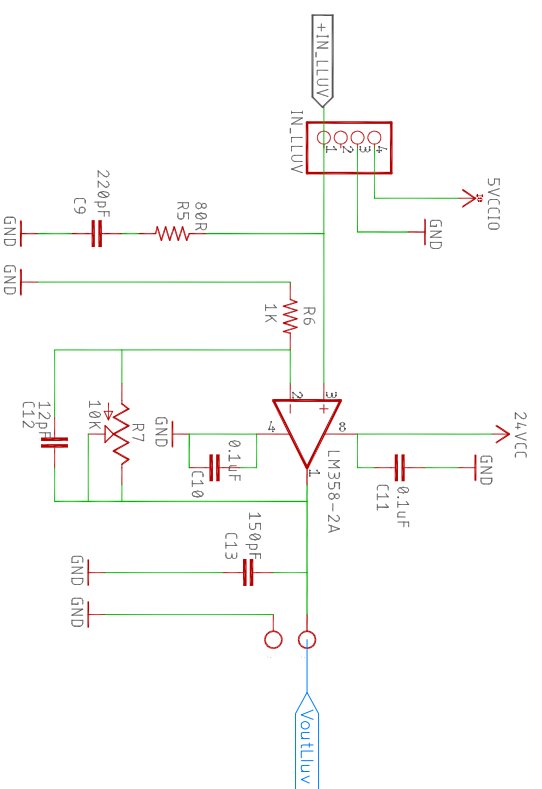 +IN_LLUV
IN_LLUV
1
2
3
4
5VCCIO
GND
220pF
C9
80R
R5
GND
GND
R6
1K
12pF
C12
10K
R7
GND
0.1uF
C10
2
3
-
+
4
8
1
LM358-2A
24VCC
GND
0.1uF
C11
150pF
C13
GND
GND
VoutLluv